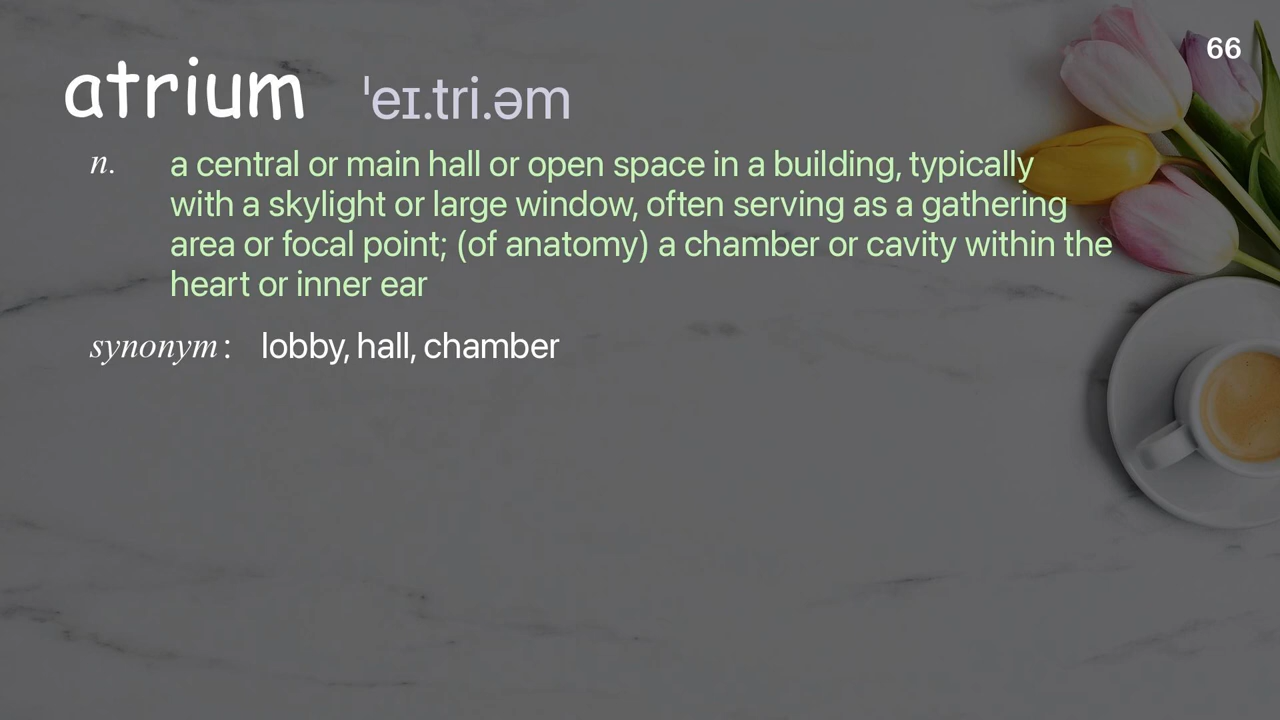 66
atrium ˈeɪ.tri.əm
n. a central or main hall or open space in a building, typically
with a skylight or large window, often serving as a gathering
area or focal point; (of anatomy) a chamber or cavity within the
heart or inner ear
synonym: lobby, hall, chamber